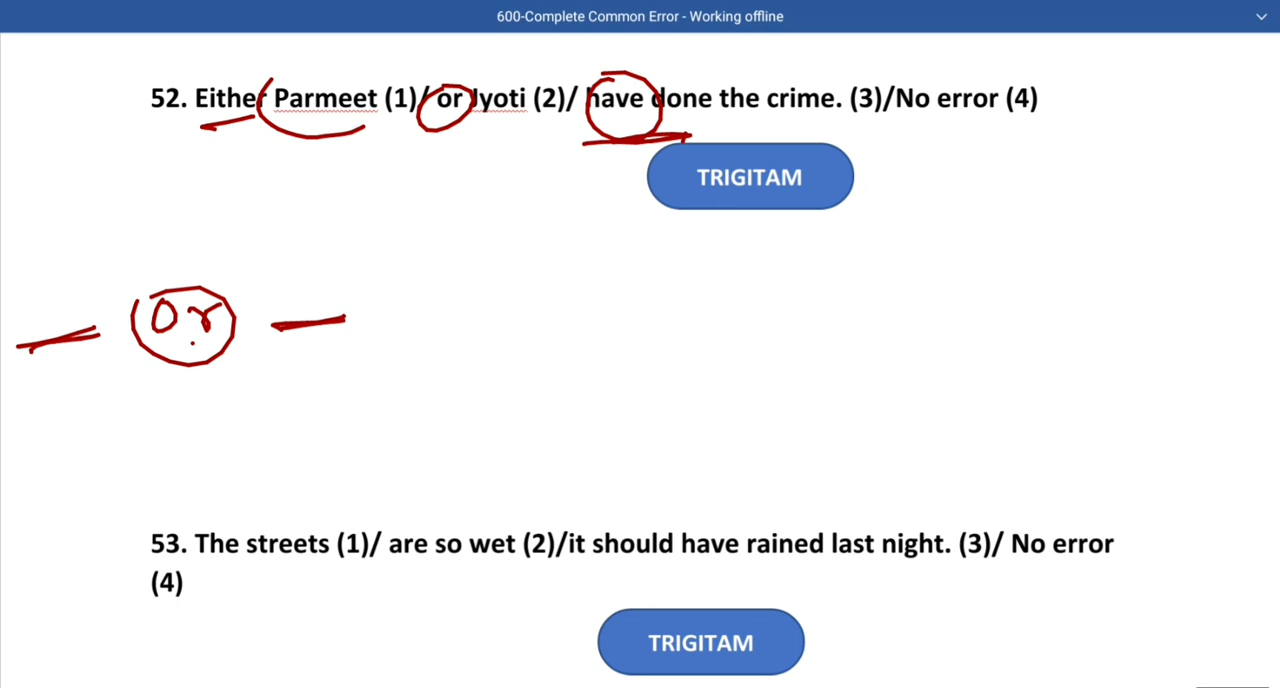 600-Complete Common Error - Working offline
52. Either Parmeet (1)/ or Jyoti (2)/ have done the crime. (3)/No error (4)
TRIGITAM
Or
53. The streets (1)/ are so wet (2)/it should have rained last night. (3)/ No error
(4)
TRIGITAM